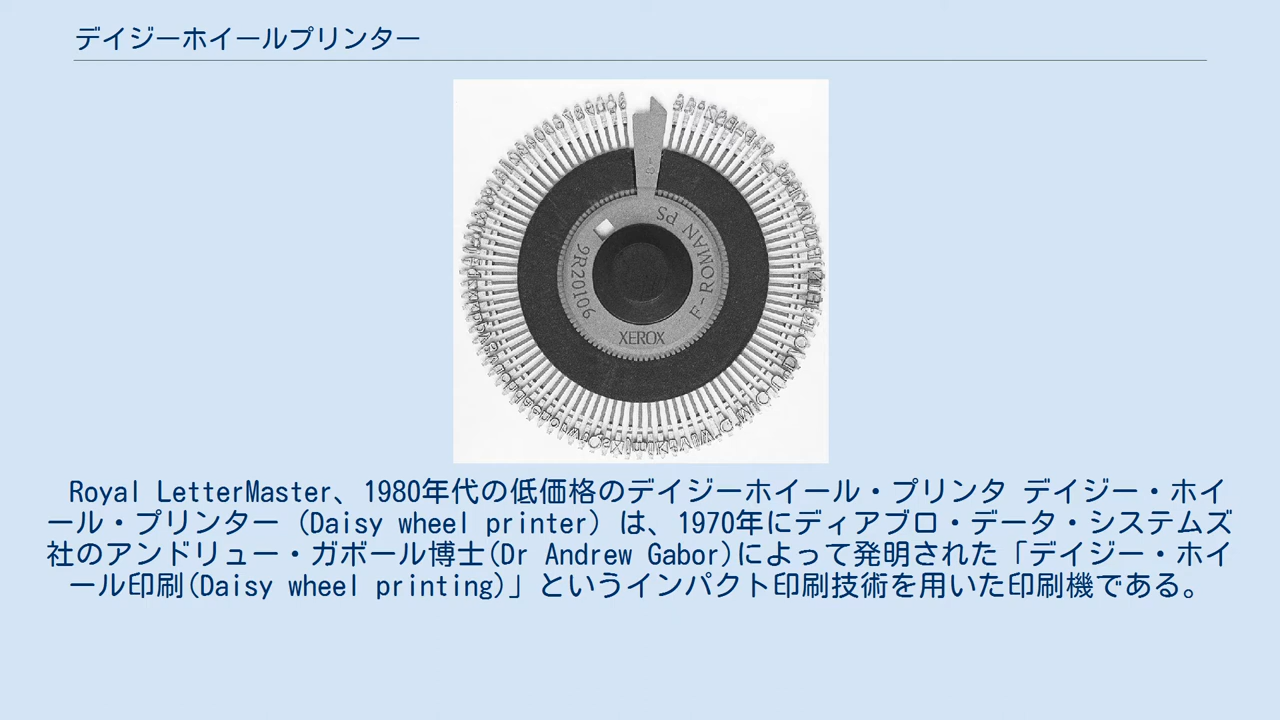 デイジーホイールプリンター
F-ROMAN PS
9R20109
XEROX
Royal LetterMaster、1980年代の低価格のデイジーホイール・プリンタ デイジー・ホイ
ール・プリンター (Daisy wheel printer) は、1970年にディアブロ・データ・システムズ
社のアンドリュー・ガボール博士(Dr Andrew Gabor)によって発明された「デイジー・ホイ
ール印刷(Daisy wheel printing)」というインパクト印刷技術を用いた印刷機である。